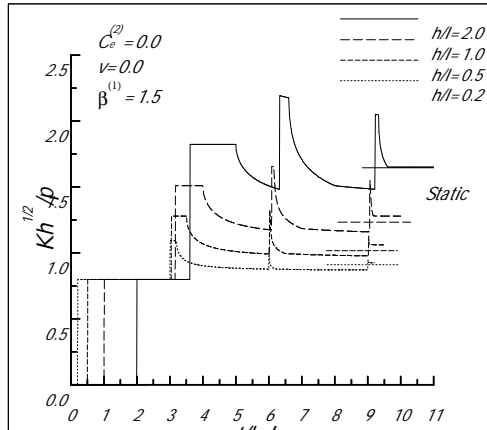 C_e^(2) = 0.0
ν=0.0
β^(1) = 1.5
h/l=2.0
h/l=1.0
h/l=0.5
h/l=0.2
Static
Kh^1/2 /p
2.5
2.0
1.5
1.0
0.5
0.0
0 1 2 3 4 5 6 7 8 9 10 11